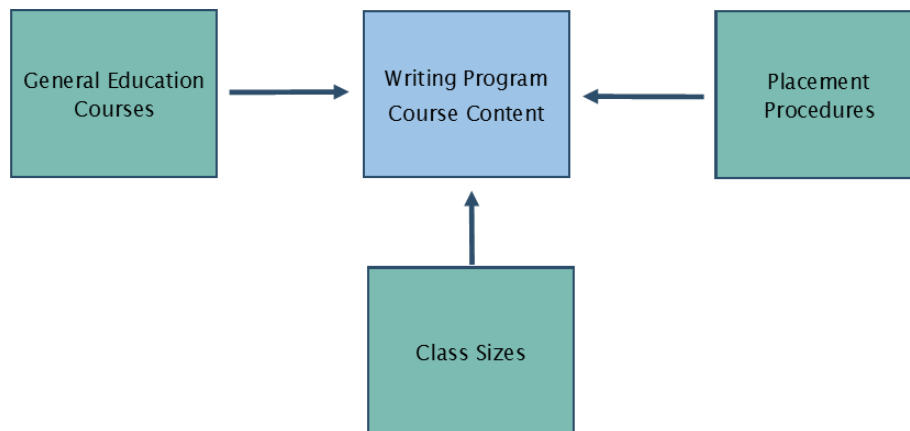 General Education
Courses
Writing Program
Course Content
Placement
Procedures
Class Sizes